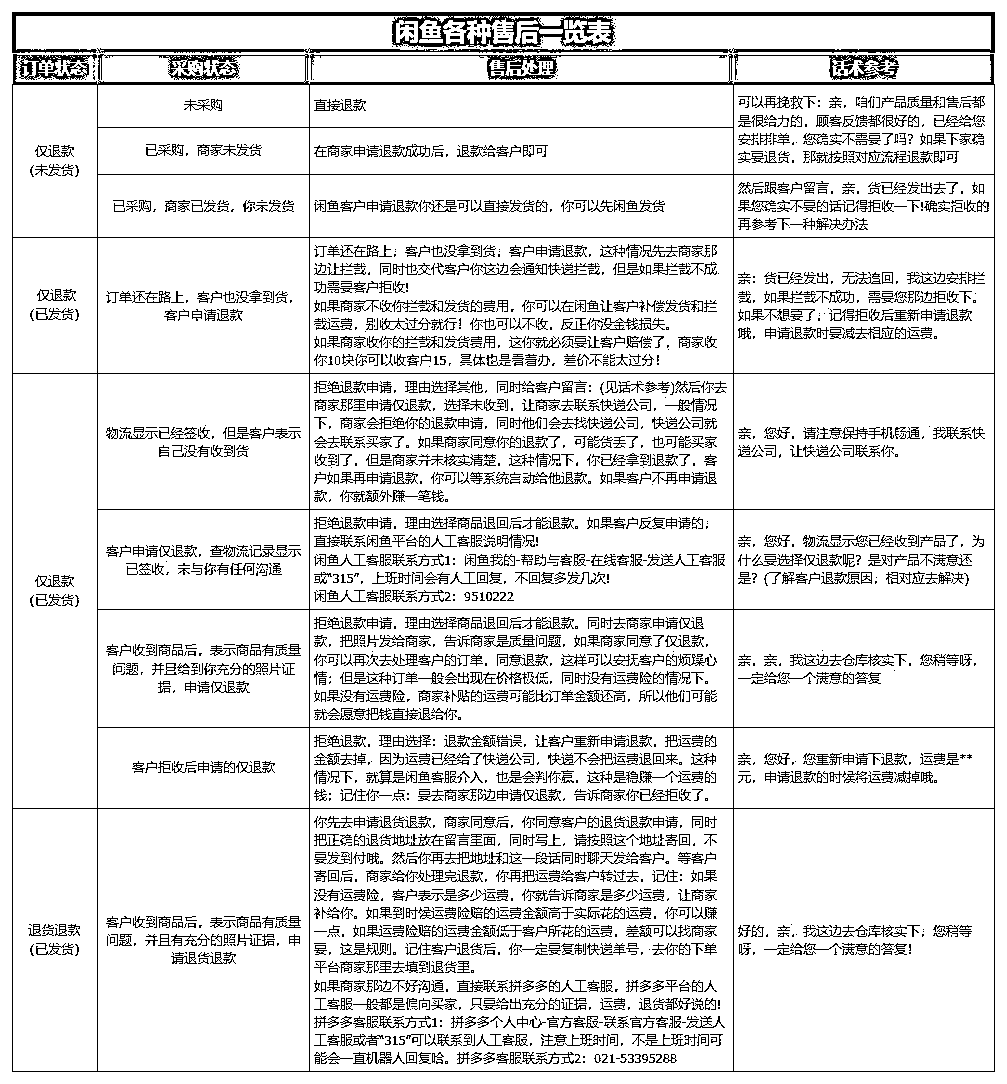 闲鱼各种售后一览表
订单状态
采购状态
售后处理
话术参考
仅退款
(未发货)
未采购
直接退款
可以再挽救下：亲，咱们产品质量和售后都
是很给力的，顾客反馈都很好的，已经给您
安排排单，您确实不需要了吗？如果下家确
实要退货，那就按照对应流程退款即可
已采购，商家未发货
在商家申请退款成功后，退款给客户即可
已采购，商家已发货，你未发货
闲鱼客户申请退款你还是可以直接发货的，你可以先闲鱼发货
然后跟客户留言，亲，货已经发出去了，如
果您确实不要的话记得拒收一下!确实拒收的
再参考下一种解决办法
仅退款
(已发货)
订单还在路上，客户也没拿到货，
客户申请退款
订单还在路上；客户也没拿到货；客户申请退款，这种情况先去商家那
边让拦截，同时也交代客户你这边会通知快递拦截，但是如果拦截不成
功需要客户拒收!
如果商家不收你拦截和发货的费用，你可以在闲鱼让客户补偿发货和拦
截运费，别收太过分就行！你也可以不收，反正你没金钱损失。
如果商家收你的拦截和发货费用，这你就必须要让客户赔偿了，商家收
你10块你可以收客户15，具体也是看着办，差价不能太过分！
亲：货已经发出，无法追回，我这边安排拦
截，如果拦截不成功，需要您那边拒收下。
如果不想要了，记得拒收后重新申请退款
哦，申请退款时要减去相应的运费。
仅退款
(已发货)
物流显示已经签收，但是客户表示
自己没有收到货
拒绝退款申请，理由选择其他，同时给客户留言：(见话术参考)然后你去
商家那里申请仅退款，选择未收到，让商家去联系快递公司，一般情况
下，商家会拒绝你的退款申请，同时他们会去找快递公司，快递公司就
会去联系买家了。如果商家同意你的退款了，可能货丢了，也可能买家
收到了，但是商家并未核实清楚，这种情况下，你已经拿到退款了，客
户如果再申请退款，你可以等系统自动给他退款。如果客户不再申请退
款，你就额外赚一笔钱。
亲，您好，请注意保持手机畅通，我联系快
递公司，让快递公司联系你。
客户申请仅退款，查物流记录显示
已签收，未与你有任何沟通
拒绝退款申请，理由选择商品退回后才能退款。如果客户反复申请的；
直接联系闲鱼平台的人工客服说明情况!
闲鱼人工客服联系方式1：闲鱼我的-帮助与客服-在线客服-发送人工客服
或“315”，上班时间会有人工回复，不回复多发几次!
闲鱼人工客服联系方式2：9510222
亲，您好，物流显示您已经收到产品了，为
什么要选择仅退款呢？是对产品不满意还
是？(了解客户退款原因，相对应去解决)
客户收到商品后，表示商品有质量
问题，并且给到你充分的照片证
据，申请仅退款
拒绝退款申请，理由选择商品退回后才能退款。同时去商家申请仅退
款，把照片发给商家，告诉商家是质量问题，如果商家同意了仅退款，
你可以再次去处理客户的订单，同意退款，这样可以安抚客户的烦躁心
情；但是这种订单一般会出现在价格极低，同时没有运费险的情况下。
如果没有运费险，商家补贴的运费可能比订单金额还高，所以他们可能
就会愿意把钱直接退给你。
亲，亲，我这边去仓库核实下，您稍等呀，
一定给您一个满意的答复
客户拒收后申请的仅退款
拒绝退款，理由选择：退款金额错误，让客户重新申请退款，把运费的
金额去掉，因为运费已经给了快递公司，快递不会把运费退回来。这种
情况下，就算是闲鱼客服介入，也是会判你赢，这种是稳赚一个运费的
钱；记住你一点：要去商家那边申请仅退款，告诉商家你已经拒收了。
亲，您好，您重新申请下退款，运费是**
元，申请退款的时候将运费减掉哦。
退货退款
(已发货)
客户收到商品后，表示商品有质量
问题，并且有充分的照片证据，申
请退货退款
你先去申请退货退款，商家同意后，你同意客户的退货退款申请，同时
把正确的退货地址放在留言里面，同时写上，请按照这个地址寄回，不
要发到付哦。然后你再去把地址和这一段话同时聊天发给客户。等客户
寄回后，商家给你处理完退款，你再把运费给客户转过去，记住：如果
没有运费险，客户表示是多少运费，你就告诉商家是多少运费，让商家
补给你。如果到时候运费险赔的运费金额高于实际花的运费，你可以赚
一点，如果运费险赔的运费金额低于客户所花的运费，差额可以找商家
要，这是规则。记住客户退货后，你一定要复制快递单号，去你的下单
平台商家那里去填到退货里。
如果商家那边不好沟通，直接联系拼多多的人工客服，拼多多平台的人
工客服一般都是偏向买家，只要给出充分的证据，运费，退货都好说的!
拼多多客服联系方式1：拼多多个人中心-官方客服-联系官方客服-发送人
工客服或者“315”可以联系到人工客服，注意上班时间，不是上班时间可
能会一直机器人回复哈。拼多多客服联系方式2：021-53395288
好的，亲，我这边去仓库核实下；您稍等
呀，一定给您一个满意的答复!